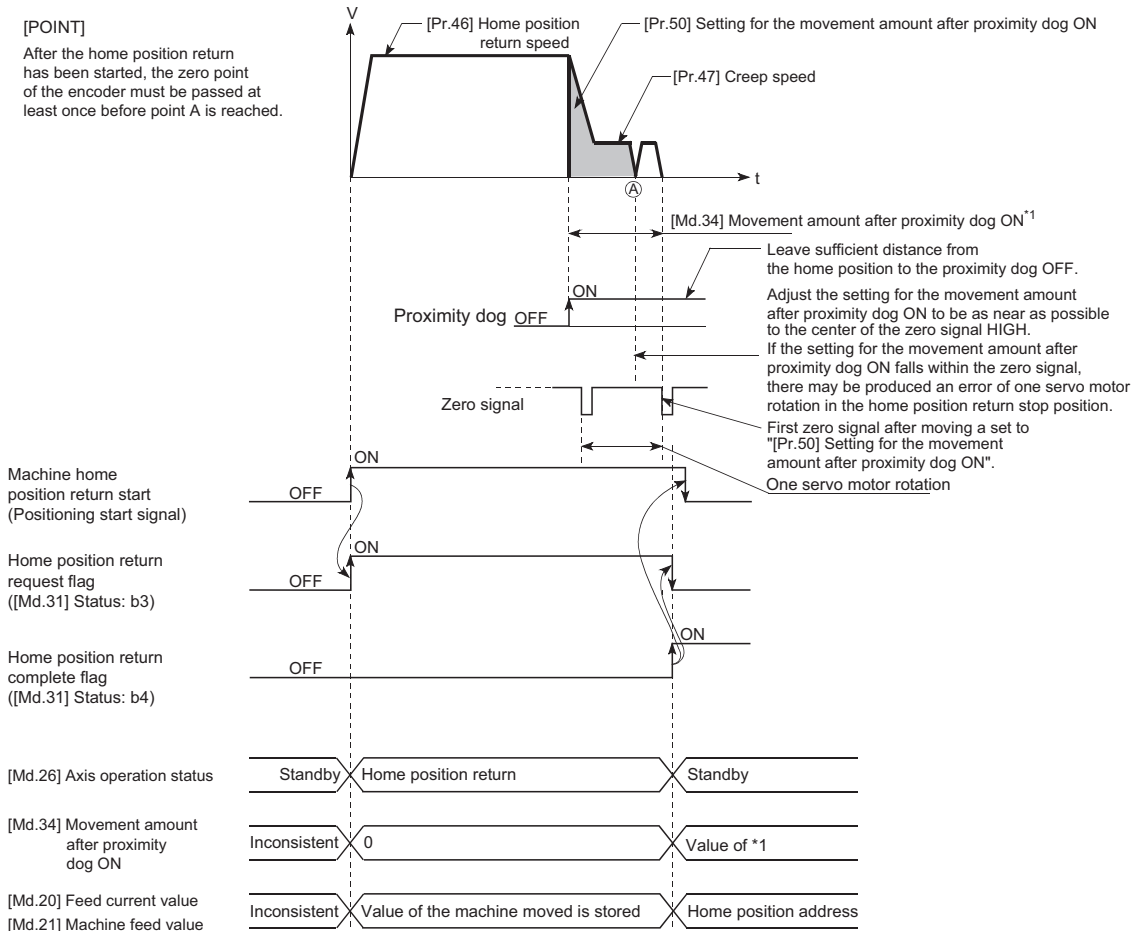 [POINT]
After the home position return
has been started, the zero point
of the encoder must be passed at
least once before point A is reached.
V
[Pr.46] Home position
return speed
[Pr.50] Setting for the movement amount after proximity dog ON
[Pr.47] Creep speed
t
A
[Md.34] Movement amount after proximity dog ON*1
Leave sufficient distance from
the home position to the proximity dog OFF.
ON
Proximity dog OFF
Adjust the setting for the movement amount
after proximity dog ON to be as near as possible
to the center of the zero signal HIGH.
If the setting for the movement amount after
proximity dog ON falls within the zero signal,
there may be produced an error of one servo motor
rotation in the home position return stop position.
Zero signal
First zero signal after moving a set to
"[Pr.50] Setting for the movement
amount after proximity dog ON".
One servo motor rotation
Machine home
position return start
(Positioning start signal)
OFF
ON
Home position return
request flag
([Md.31] Status: b3)
OFF
ON
Home position return
complete flag
([Md.31] Status: b4)
OFF
ON
[Md.26] Axis operation status
Standby
Home position return
Standby
[Md.34] Movement amount
after proximity
dog ON
Inconsistent
0
Value of *1
[Md.20] Feed current value
[Md.21] Machine feed value
Inconsistent
Value of the machine moved is stored
Home position address